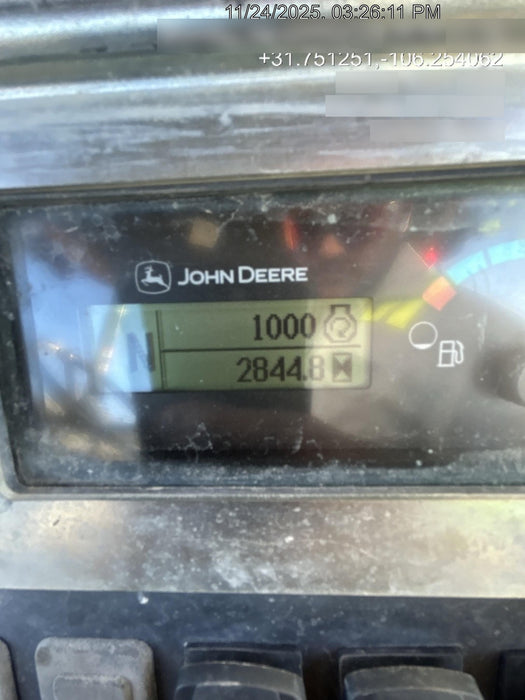 11/24/2025, 03:26:11 PM
+31.751251,-106.254062
JOHN DEERE
1000
N
2844.8